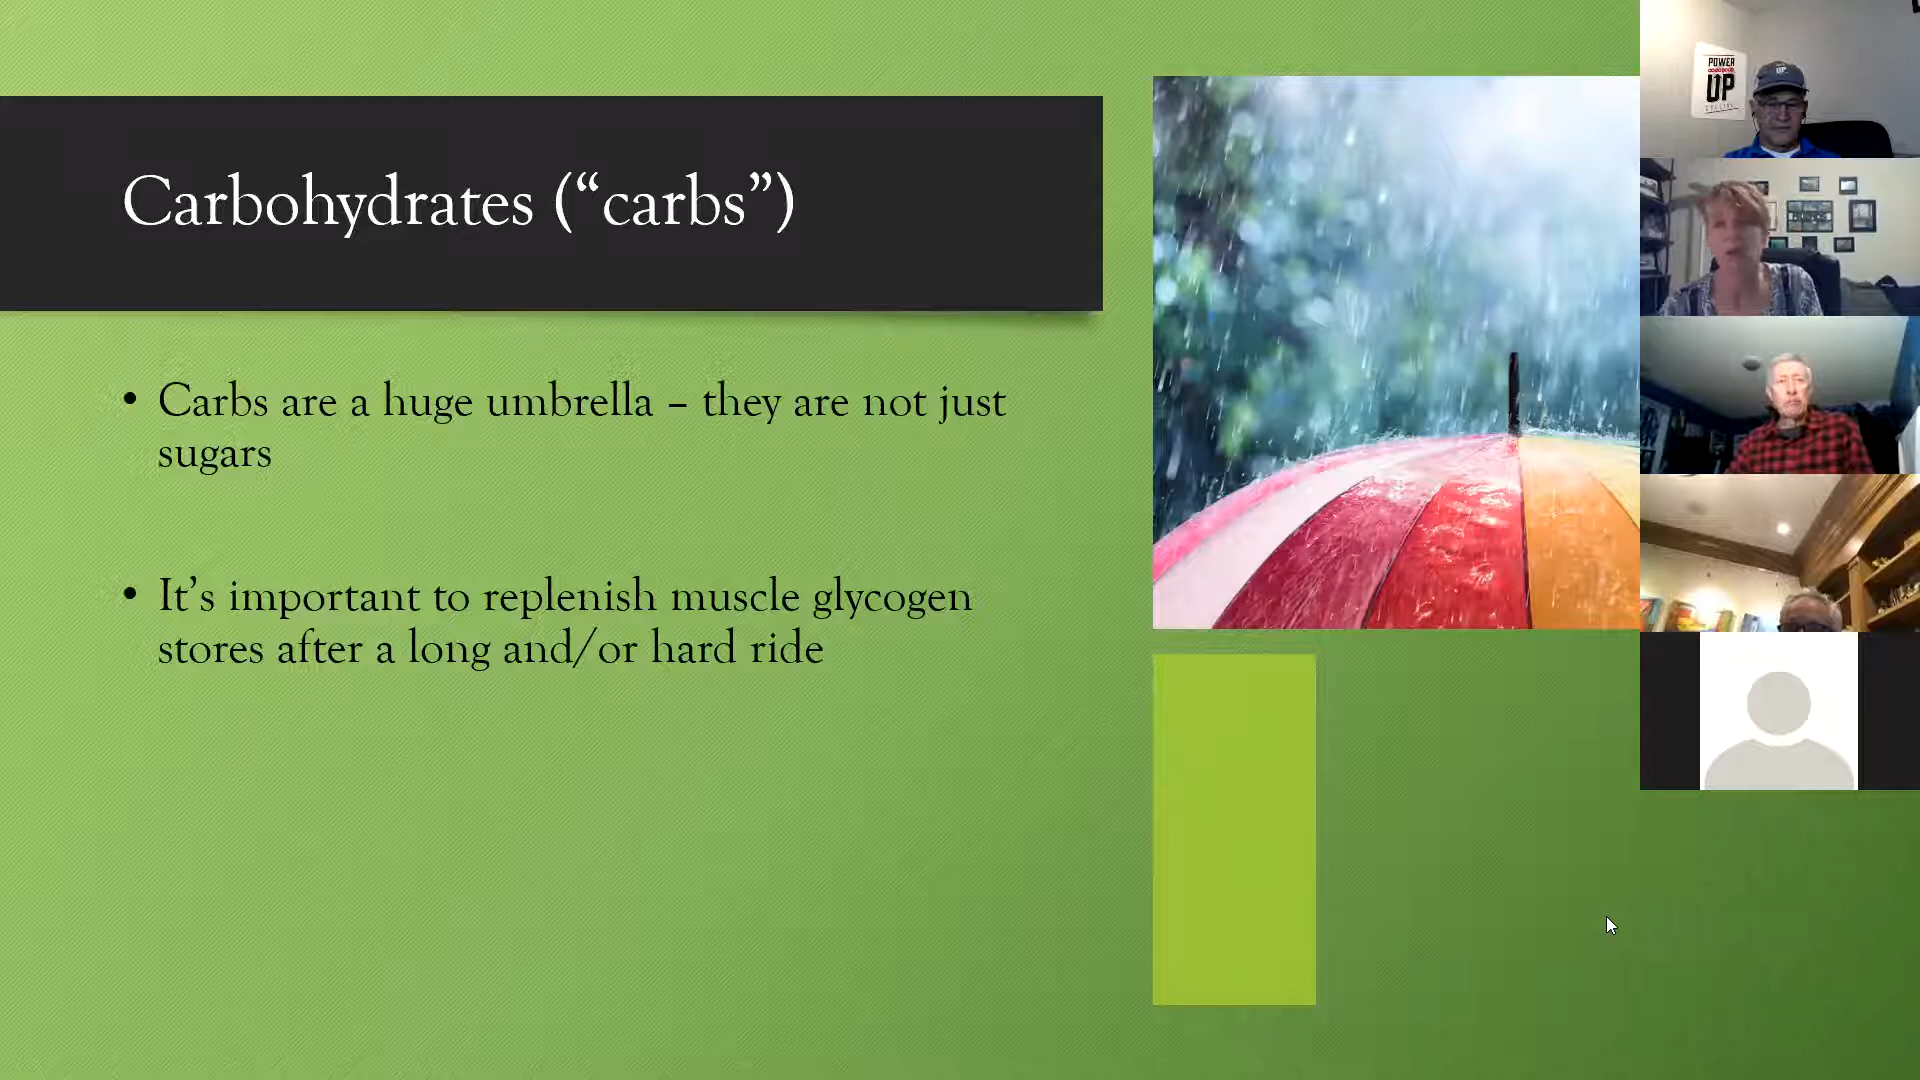 Carbohydrates (“carbs”)
• Carbs are a huge umbrella – they are not just
sugars
• It’s important to replenish muscle glycogen
stores after a long and/or hard ride
POWER
UP
UP